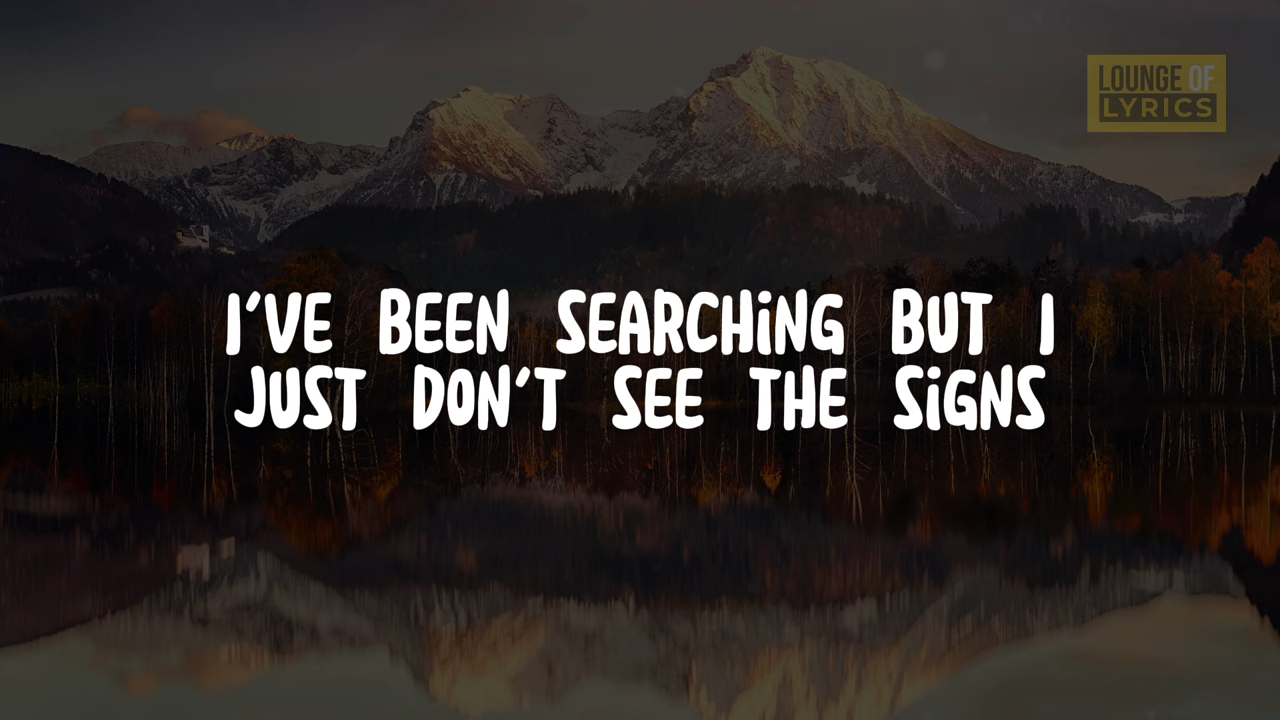 LOUNGE OF
LYRICS
I'VE BEEN SEARCHiNG BUT I
JUST DON'T SEE THE SiGNS